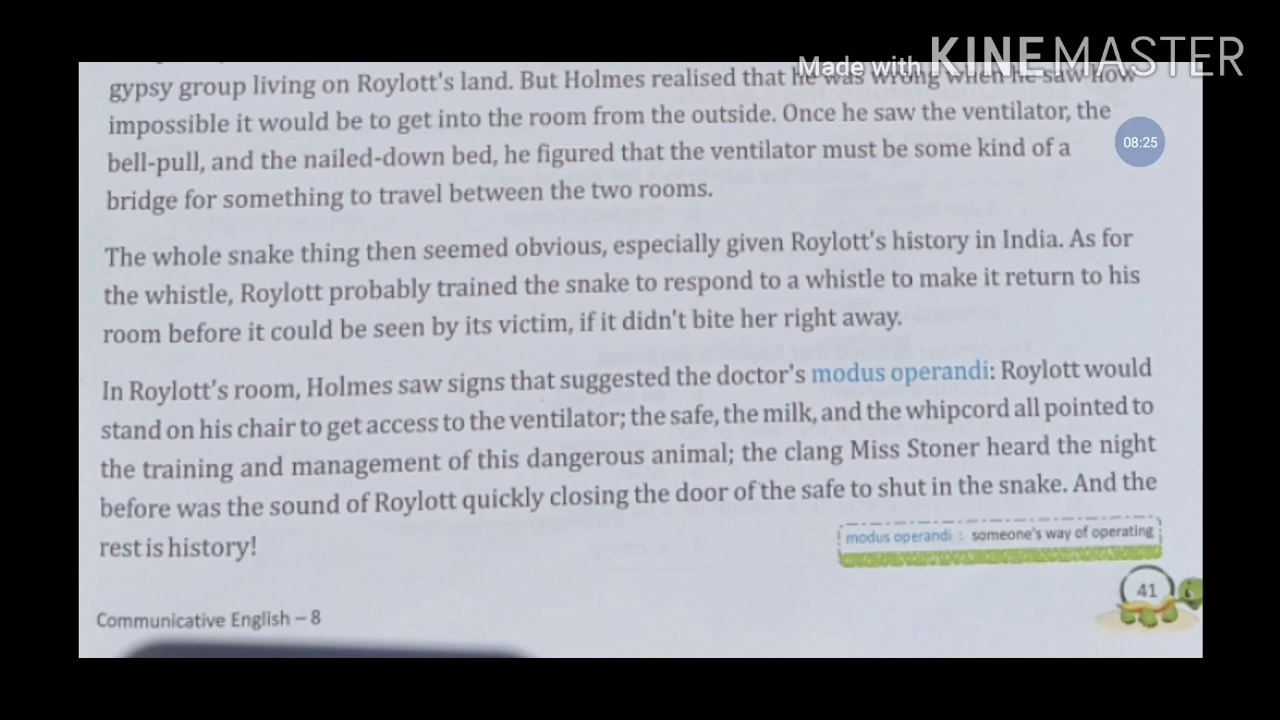 Made with KINEMASTER
gypsy group living on Roylott's land. But Holmes realised that he was wrong when he saw how
impossible it would be to get into the room from the outside. Once he saw the ventilator, the
08:25
bell-pull, and the nailed-down bed, he figured that the ventilator must be some kind of a
bridge for something to travel between the two rooms.
The whole snake thing then seemed obvious, especially given Roylott's history in India. As for
the whistle, Roylott probably trained the snake to respond to a whistle to make it return to his
room before it could be seen by its victim, if it didn't bite her right away.
In Roylott's room, Holmes saw signs that suggested the doctor's modus operandi: Roylott would
stand on his chair to get access to the ventilator; the safe, the milk, and the whipcord all pointed to
the training and management of this dangerous animal; the clang Miss Stoner heard the night
before was the sound of Roylott quickly closing the door of the safe to shut in the snake. And the
rest is history!
modus operandi : someone's way of operating
41
Communicative English – 8